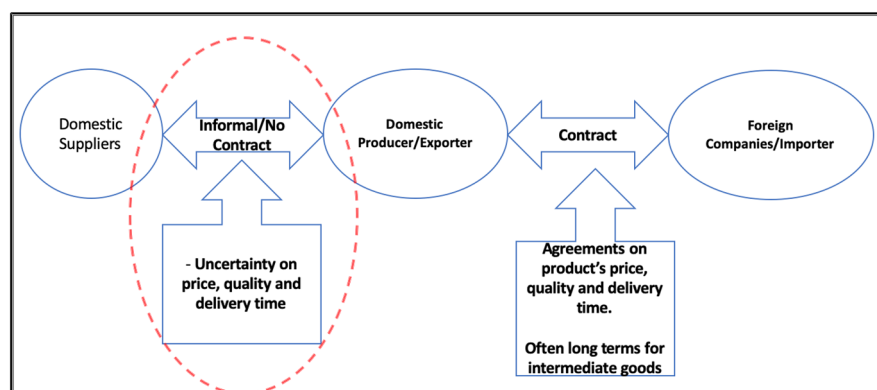 Domestic
Suppliers
Informal/No
Contract
Domestic
Producer/Exporter
Contract
Foreign
Companies/Importer
- Uncertainty on
price, quality and
delivery time
Agreements on
product's price,
quality and delivery
time.
Often long terms for
intermediate goods